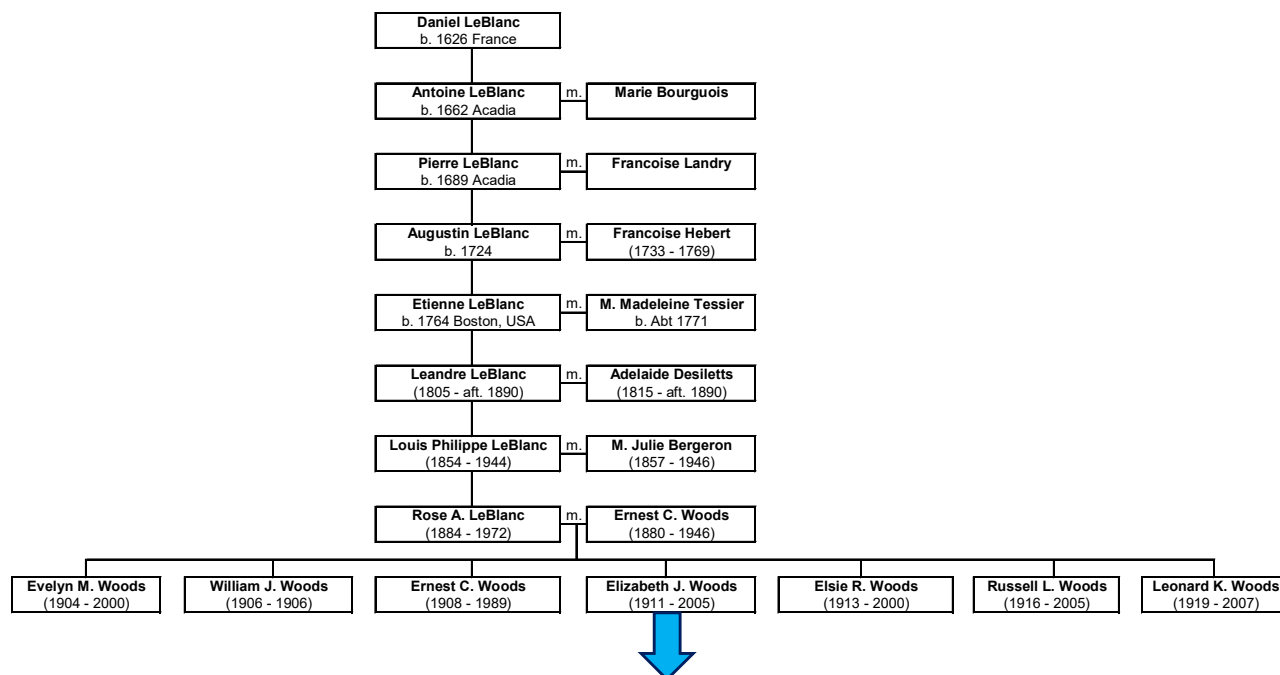 Daniel LeBlanc
b. 1626 France
Antoine LeBlanc
b. 1662 Acadia
m.
Marie Bourguois
Pierre LeBlanc
b. 1689 Acadia
m.
Francoise Landry
Augustin LeBlanc
b. 1724
m.
Francoise Hebert
(1733 - 1769)
Etienne LeBlanc
b. 1764 Boston, USA
m.
M. Madeleine Tessier
b. Abt 1771
Leandre LeBlanc
(1805 - aft. 1890)
m.
Adelaide Desiletts
(1815 - aft. 1890)
Louis Philippe LeBlanc
(1854 - 1944)
m.
M. Julie Bergeron
(1857 - 1946)
Rose A. LeBlanc
(1884 - 1972)
m.
Ernest C. Woods
(1880 - 1946)
Evelyn M. Woods
(1904 - 2000)
William J. Woods
(1906 - 1906)
Ernest C. Woods
(1908 - 1989)
Elizabeth J. Woods
(1911 - 2005)
Elsie R. Woods
(1913 - 2000)
Russell L. Woods
(1916 - 2005)
Leonard K. Woods
(1919 - 2007)